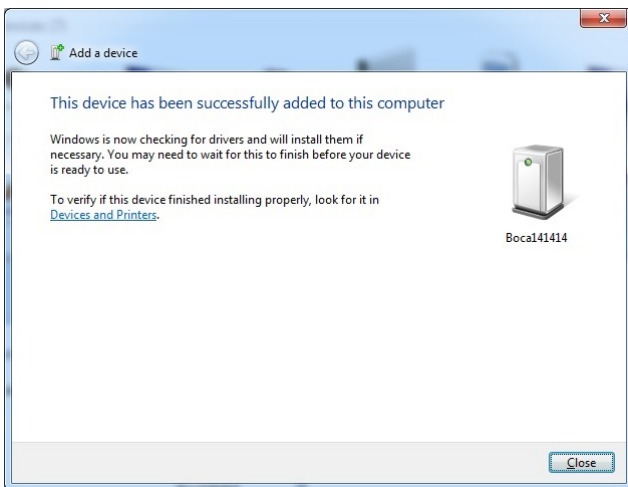 Add a device
This device has been successfully added to this computer
Windows is now checking for drivers and will install them if
necessary. You may need to wait for this to finish before your device
is ready to use.
To verify if this device finished installing properly, look for it in
Devices and Printers.
Boca141414
Close